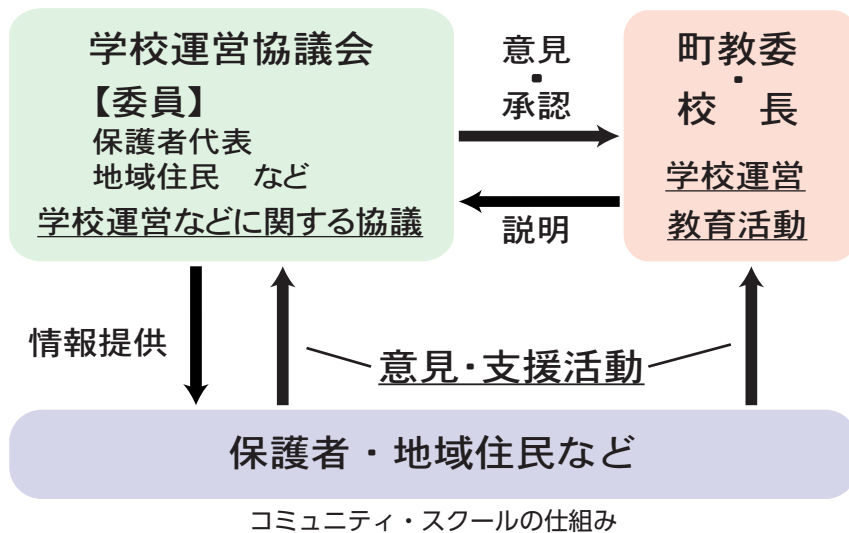 学校運営協議会
【委員】
保護者代表
地域住民　など
学校運営などに関する協議
意見
・
承認
説明
町教委
・
校　長
学校運営
教育活動
情報提供
意見・支援活動
保護者・地域住民など
コミュニティ・スクールの仕組み